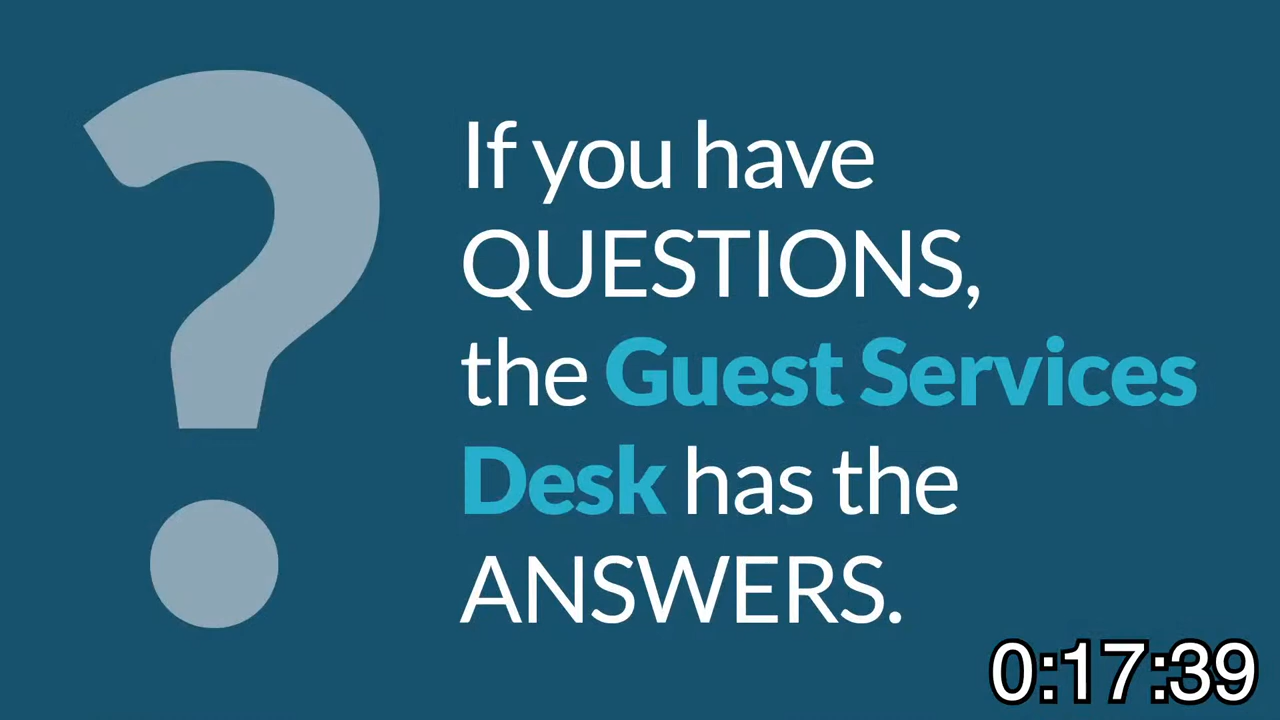 ?
If you have
QUESTIONS,
the Guest Services
Desk has the
ANSWERS.
0:17:39